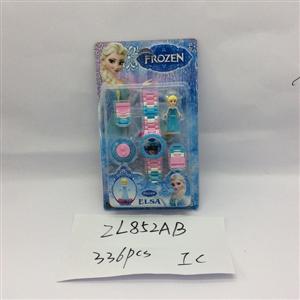 FROZEN
ELSA
ZL852AB
336pcs IC